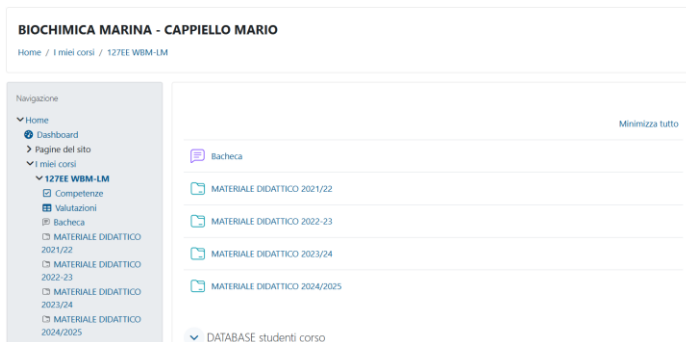 BIOCHIMICA MARINA - CAPPIELLO MARIO
Home / I miei corsi / 127EE WBM-LM
Navigazione
Home
Dashboard
Pagine del sito
I miei corsi
127EE WBM-LM
Competenze
Valutazioni
Bacheca
MATERIALE DIDATTICO
2021/22
MATERIALE DIDATTICO
2022-23
MATERIALE DIDATTICO
2023/24
MATERIALE DIDATTICO
2024/2025
Minimizza tutto
Bacheca
MATERIALE DIDATTICO 2021/22
MATERIALE DIDATTICO 2022-23
MATERIALE DIDATTICO 2023/24
MATERIALE DIDATTICO 2024/2025
DATABASE studenti corso